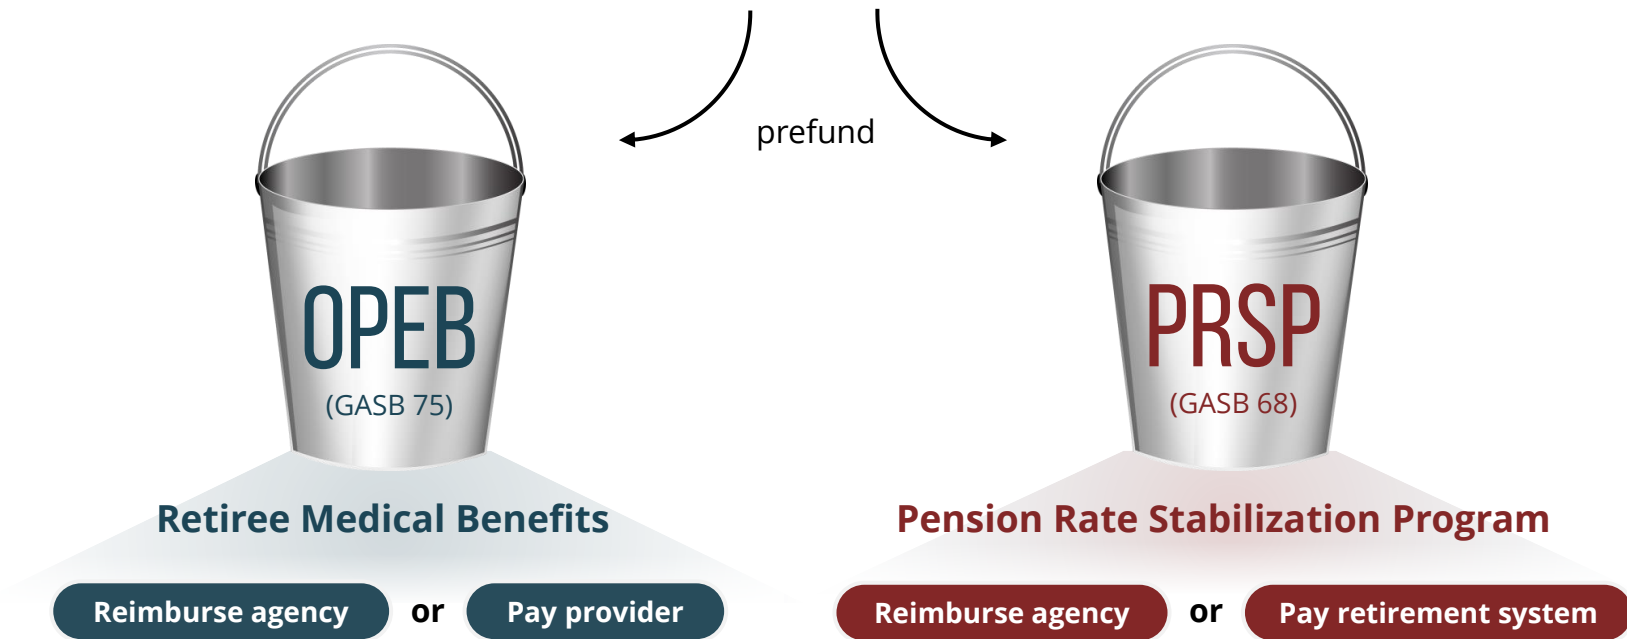 prefund
OPEB
(GASB 75)
Retiree Medical Benefits
Reimburse agency or Pay provider
PRSP
(GASB 68)
Pension Rate Stabilization Program
Reimburse agency or Pay retirement system